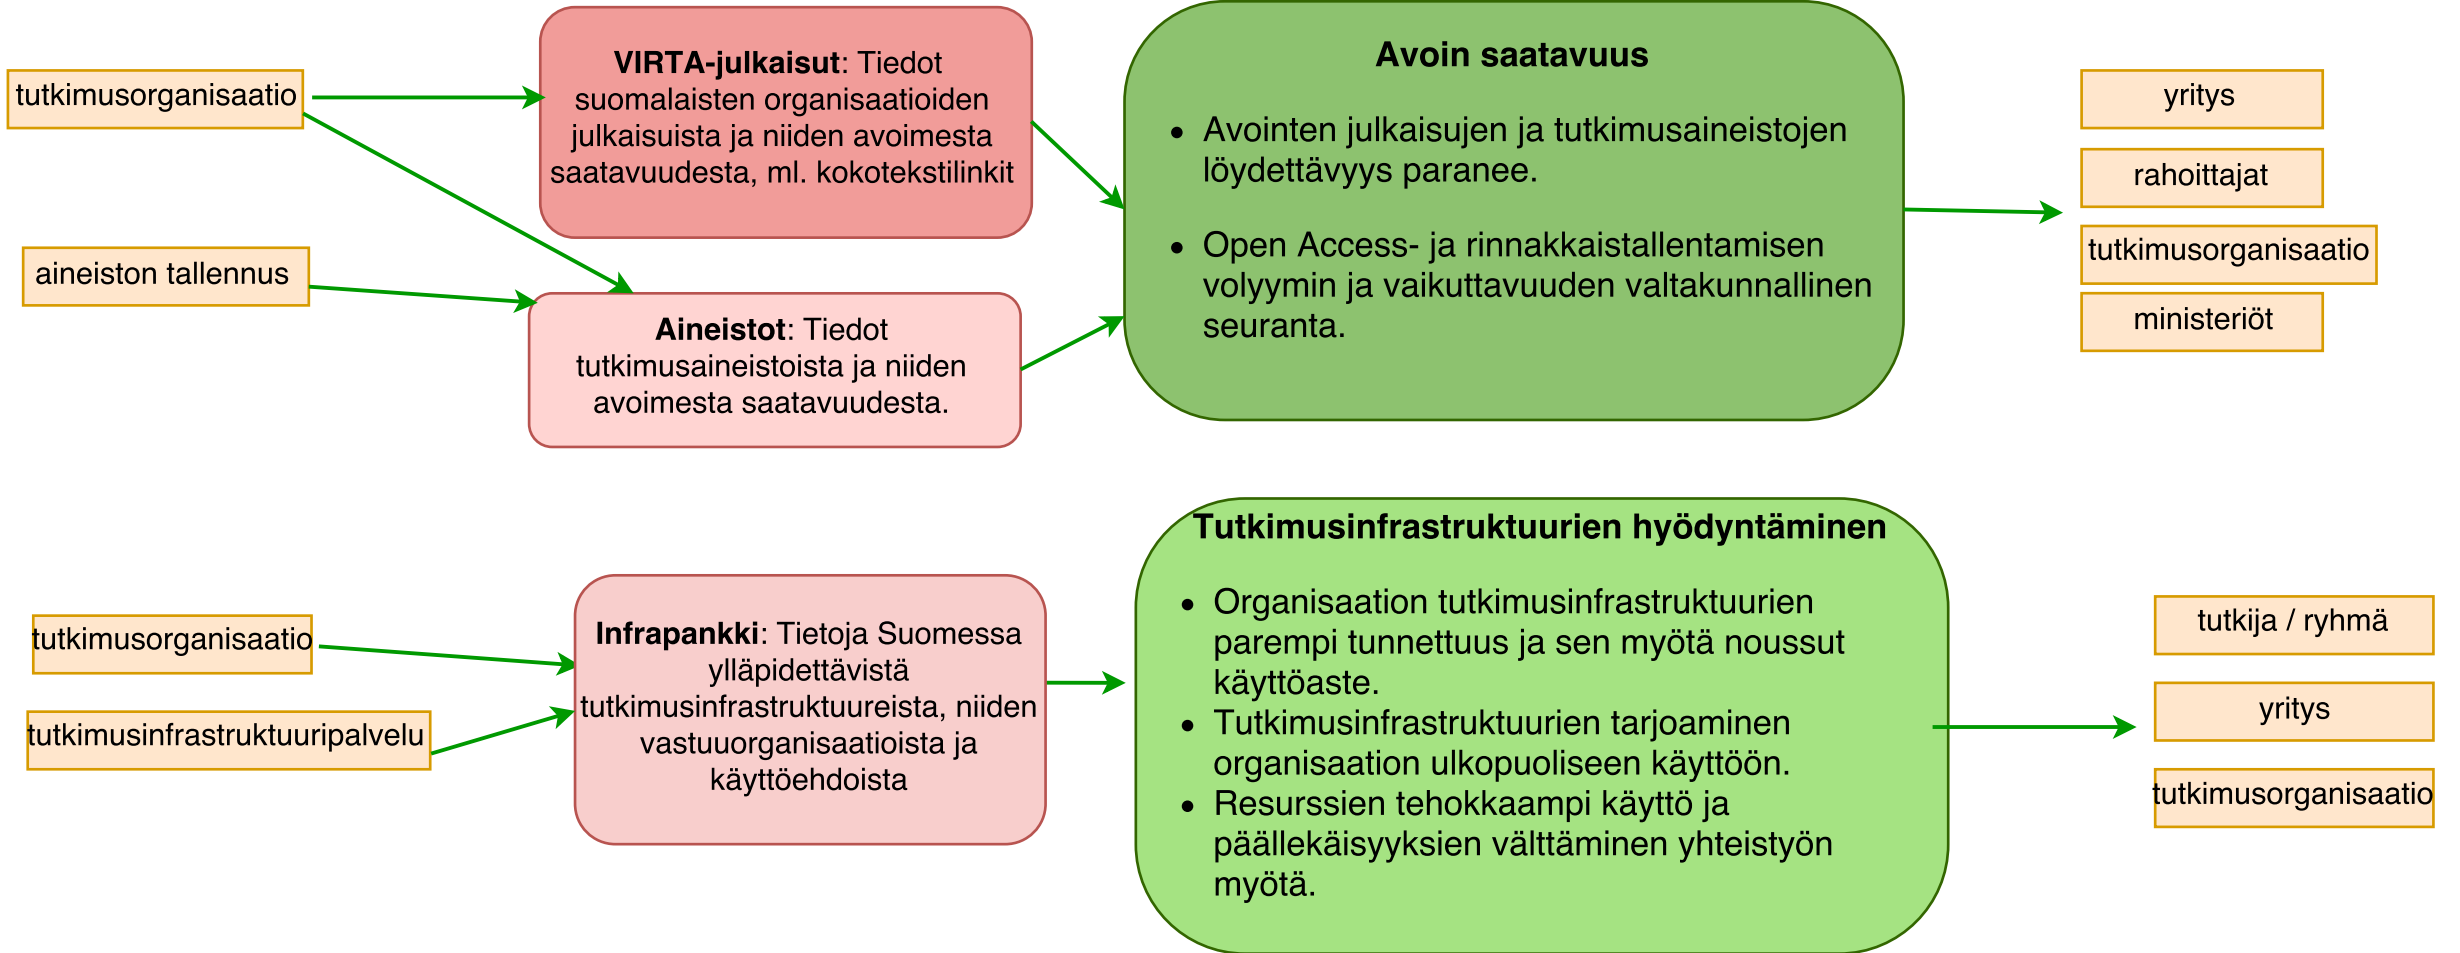 tutkimusorganisaatio
aineiston tallennus
VIRTA-julkaisut: Tiedot
suomalaisten organisaatioiden
julkaisuista ja niiden avoimesta
saatavuudesta, ml. kokotekstilinkit
Aineistot: Tiedot
tutkimusaineistoista ja niiden
avoimesta saatavuudesta.
Avoin saatavuus
• Avointen julkaisujen ja tutkimusaineistojen
löydettävyys paranee.
• Open Access- ja rinnakkaistallentamisen
volyymin ja vaikuttavuuden valtakunnallinen
seuranta.
yritys
rahoittajat
tutkimusorganisaatio
ministeriöt
tutkimusorganisaatio
tutkimusinfrastruktuuripalvelu
Infrapankki: Tietoja Suomessa
ylläpidettävistä
tutkimusinfrastruktuureista, niiden
vastuuorganisaatioista ja
käyttöehdoista
Tutkimusinfrastruktuurien hyödyntäminen
• Organisaation tutkimusinfrastruktuurien
parempi tunnettuus ja sen myötä noussut
käyttöaste.
• Tutkimusinfrastruktuurien tarjoaminen
organisaation ulkopuoliseen käyttöön.
• Resurssien tehokkaampi käyttö ja
päällekäisyyksien välttäminen yhteistyön
myötä.
tutkija / ryhmä
yritys
tutkimusorganisaatio